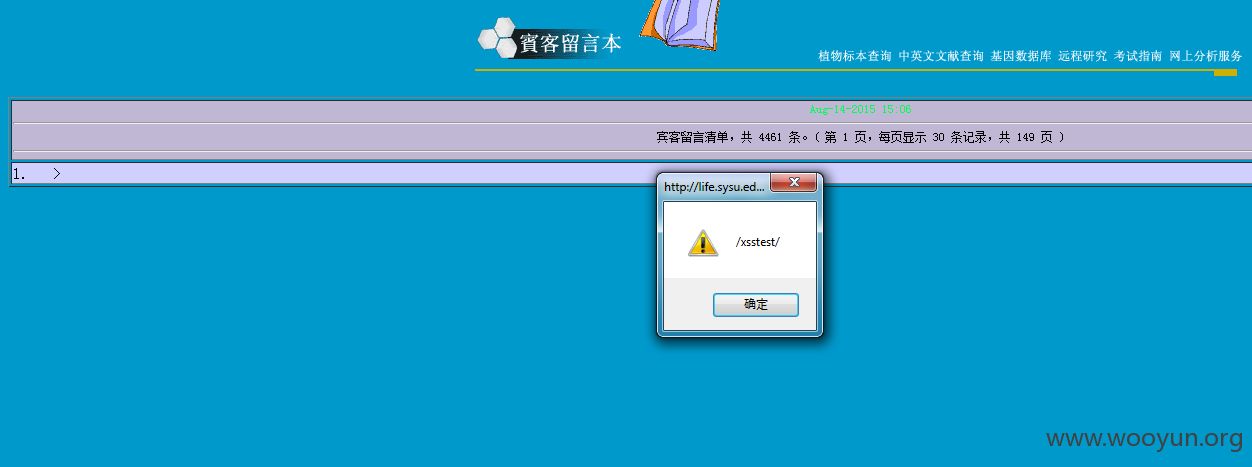 賓客留言本
植物标本查询 中英文文献查询 基因数据库 远程研究 考试指南 网上分析服务
Aug-14-2015 15:06
宾客留言清单，共 4461 条。( 第 1 页，每页显示 30 条记录，共 149 页 )
1. >
http://life.sysu.ed...
/xsstest/
确定
www.wooyun.org